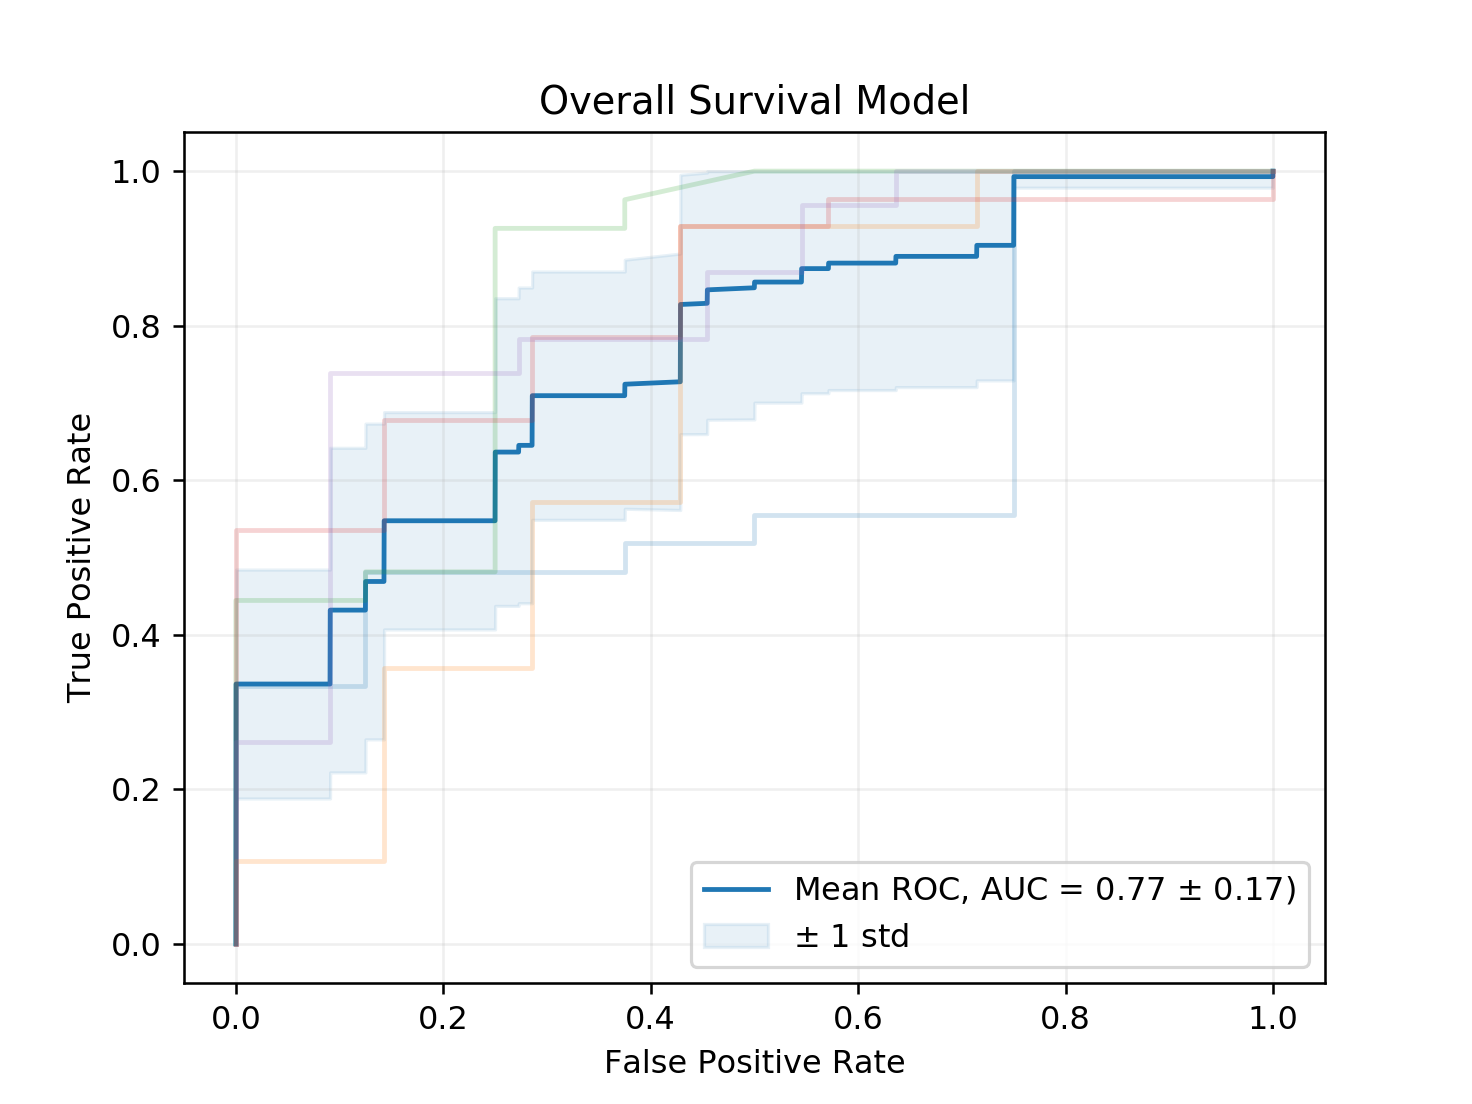 Overall Survival Model
True Positive Rate
1.0
0.8
0.6
0.4
0.2
0.0
Mean ROC, AUC = 0.77 ± 0.17)
± 1 std
0.0 0.2 0.4 0.6 0.8 1.0
False Positive Rate